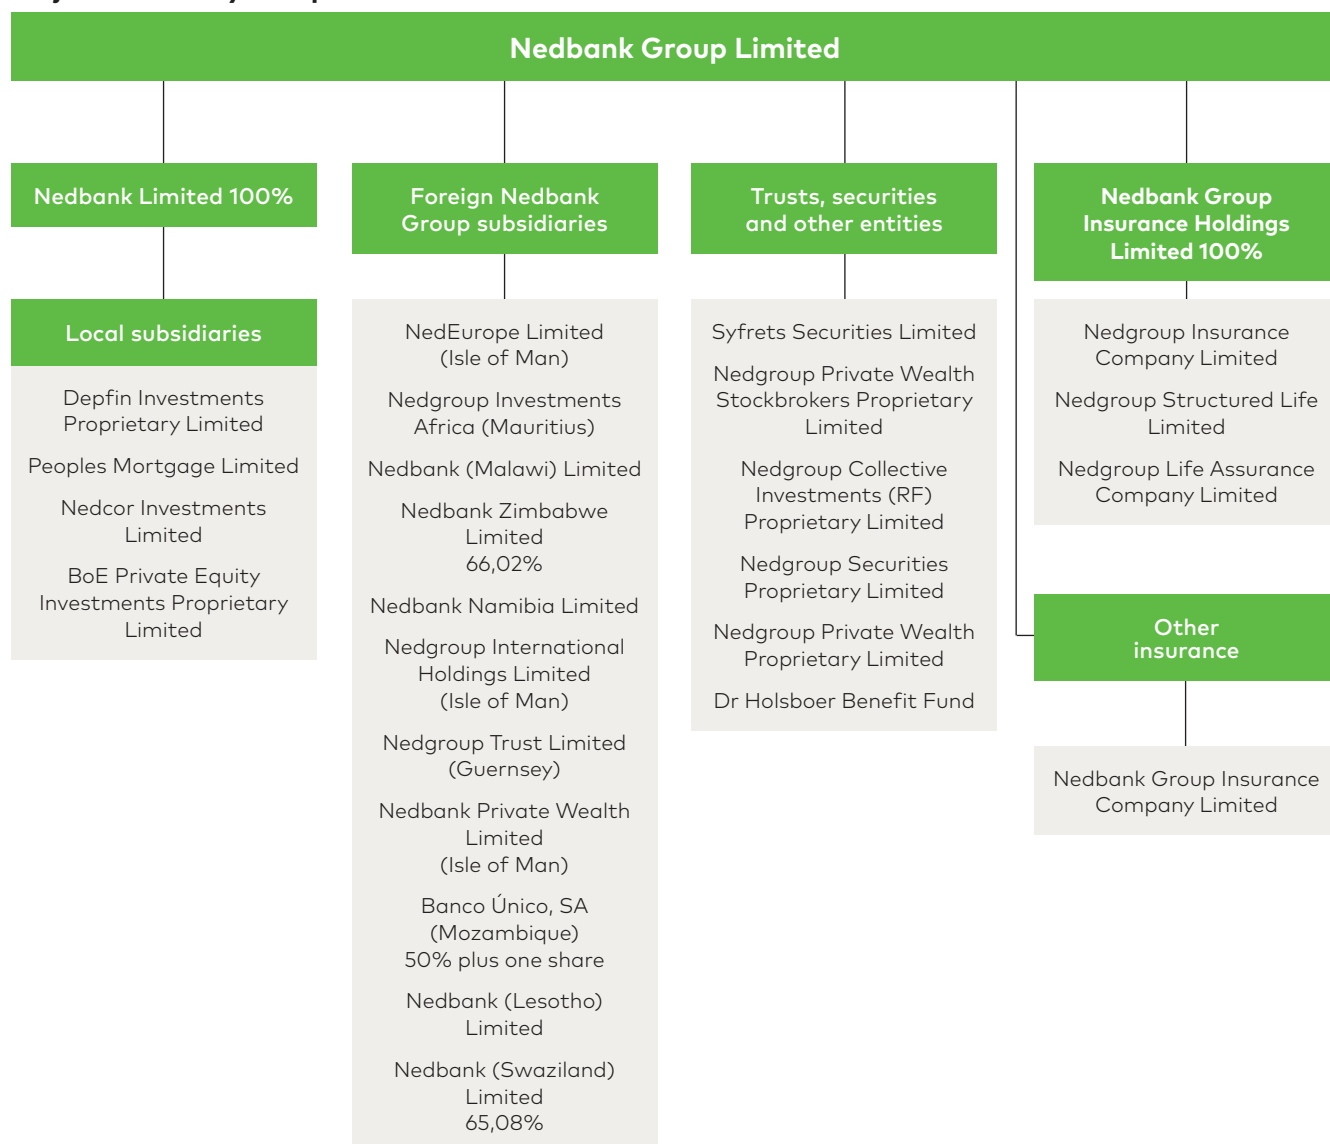 Nedbank Group Limited
Nedbank Limited 100%
Local subsidiaries
Depfin Investments
Proprietary Limited
Peoples Mortgage Limited
Nedcor Investments
Limited
BoE Private Equity
Investments Proprietary
Limited
Foreign Nedbank
Group subsidiaries
NedEurope Limited
(Isle of Man)
Nedgroup Investments
Africa (Mauritius)
Nedbank (Malawi) Limited
Nedbank Zimbabwe
Limited
66,02%
Nedbank Namibia Limited
Nedgroup International
Holdings Limited
(Isle of Man)
Nedgroup Trust Limited
(Guernsey)
Nedbank Private Wealth
Limited
(Isle of Man)
Banco Único, SA
(Mozambique)
50% plus one share
Nedbank (Lesotho)
Limited
Nedbank (Swaziland)
Limited
65,08%
Trusts, securities
and other entities
Syfrets Securities Limited
Nedgroup Private Wealth
Stockbrokers Proprietary
Limited
Nedgroup Collective
Investments (RF)
Proprietary Limited
Nedgroup Securities
Proprietary Limited
Nedgroup Private Wealth
Proprietary Limited
Dr Holsboer Benefit Fund
Nedbank Group
Insurance Holdings
Limited 100%
Nedgroup Insurance
Company Limited
Nedgroup Structured Life
Limited
Nedgroup Life Assurance
Company Limited
Other
insurance
Nedbank Group Insurance
Company Limited